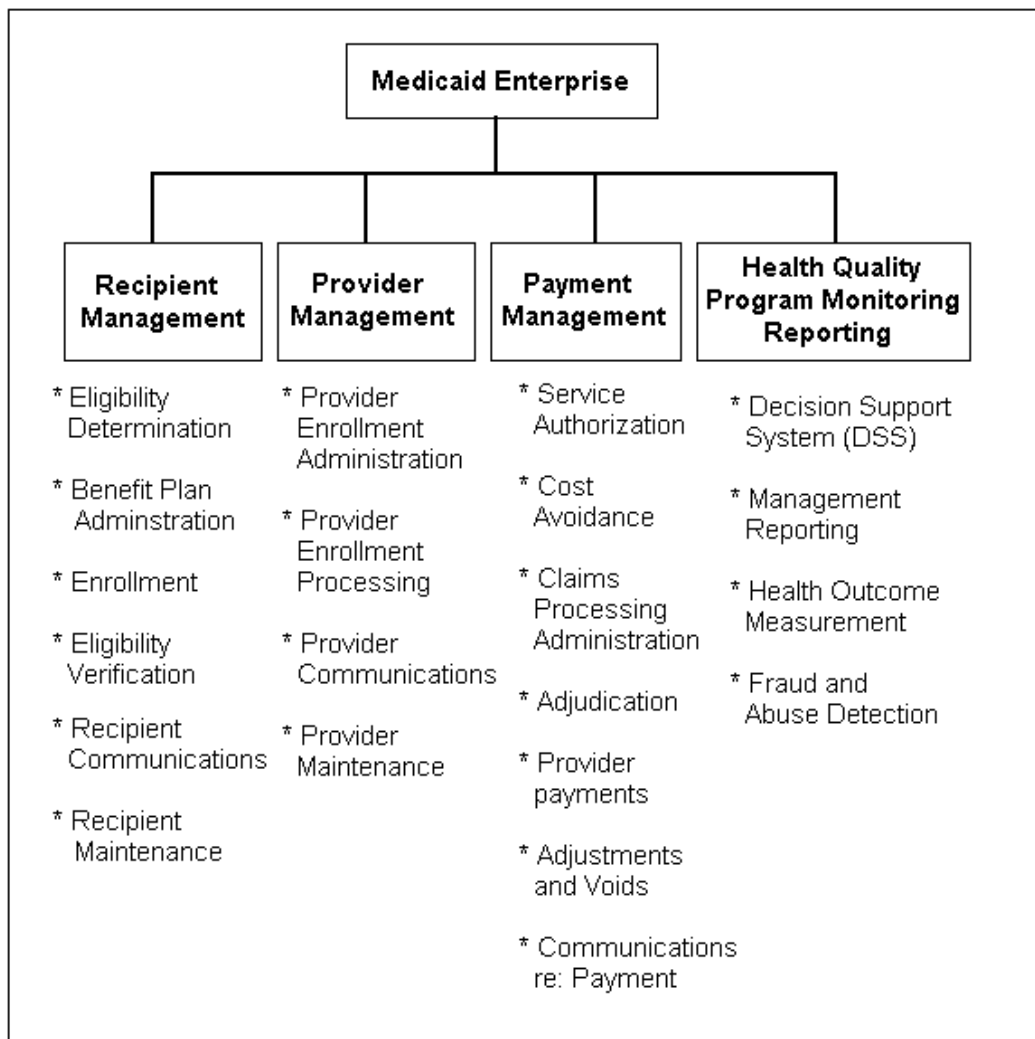 Medicaid Enterprise
Recipient
Management
Provider
Management
Payment
Management
Health Quality
Program Monitoring
Reporting
* Eligibility
Determination
* Benefit Plan
Adminstration
* Enrollment
* Eligibility
Verification
* Recipient
Communications
* Recipient
Maintenance
* Provider
Enrollment
Administration
* Provider
Enrollment
Processing
* Provider
Communications
* Provider
Maintenance
* Service
Authorization
* Cost
Avoidance
* Claims
Processing
Administration
* Adjudication
* Provider
payments
* Adjustments
and Voids
* Communications
re: Payment
* Decision Support
System (DSS)
* Management
Reporting
* Health Outcome
Measurement
* Fraud and
Abuse Detection